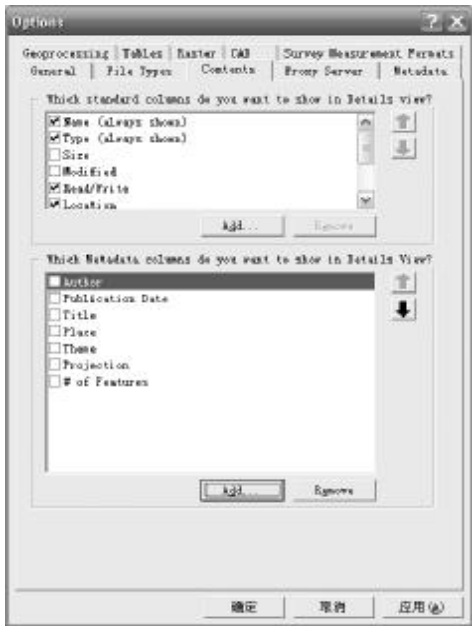 Options
Geoprocessing Tables Raster CAD Survey Measurement Formats
General File Types Contents Proxy Server Metadata
Which standard columns do you want to show in Details view?
Name (always shown)
Type (always shown)
Size
Modified
Read/Write
Location
Add... Remove
Which Metadata columns do you want to show in Details View?
Author
Publication Date
Title
Place
Theme
Projection
# of Features
Add... Remove
确定 取消 应用(A)